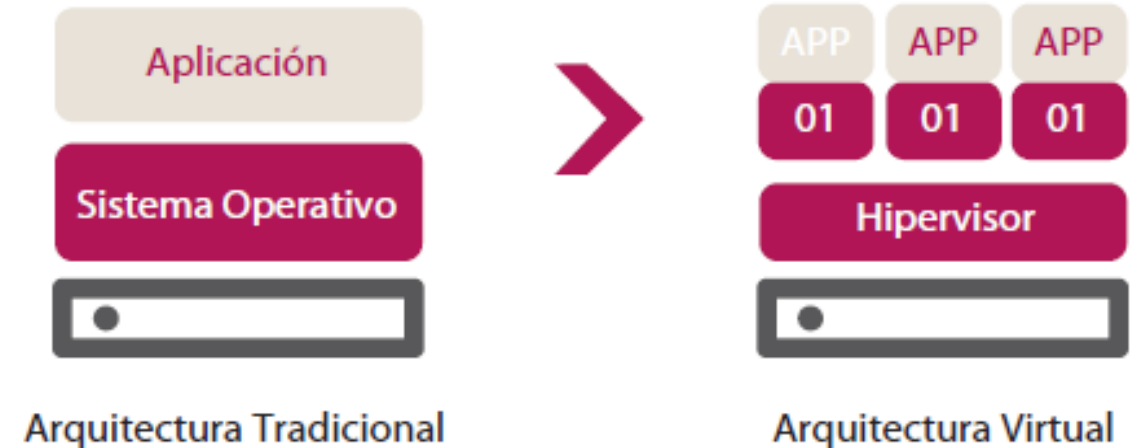 Aplicación
Sistema Operativo
Arquitectura Tradicional
APP APP APP
01 01 01
Hipervisor
Arquitectura Virtual